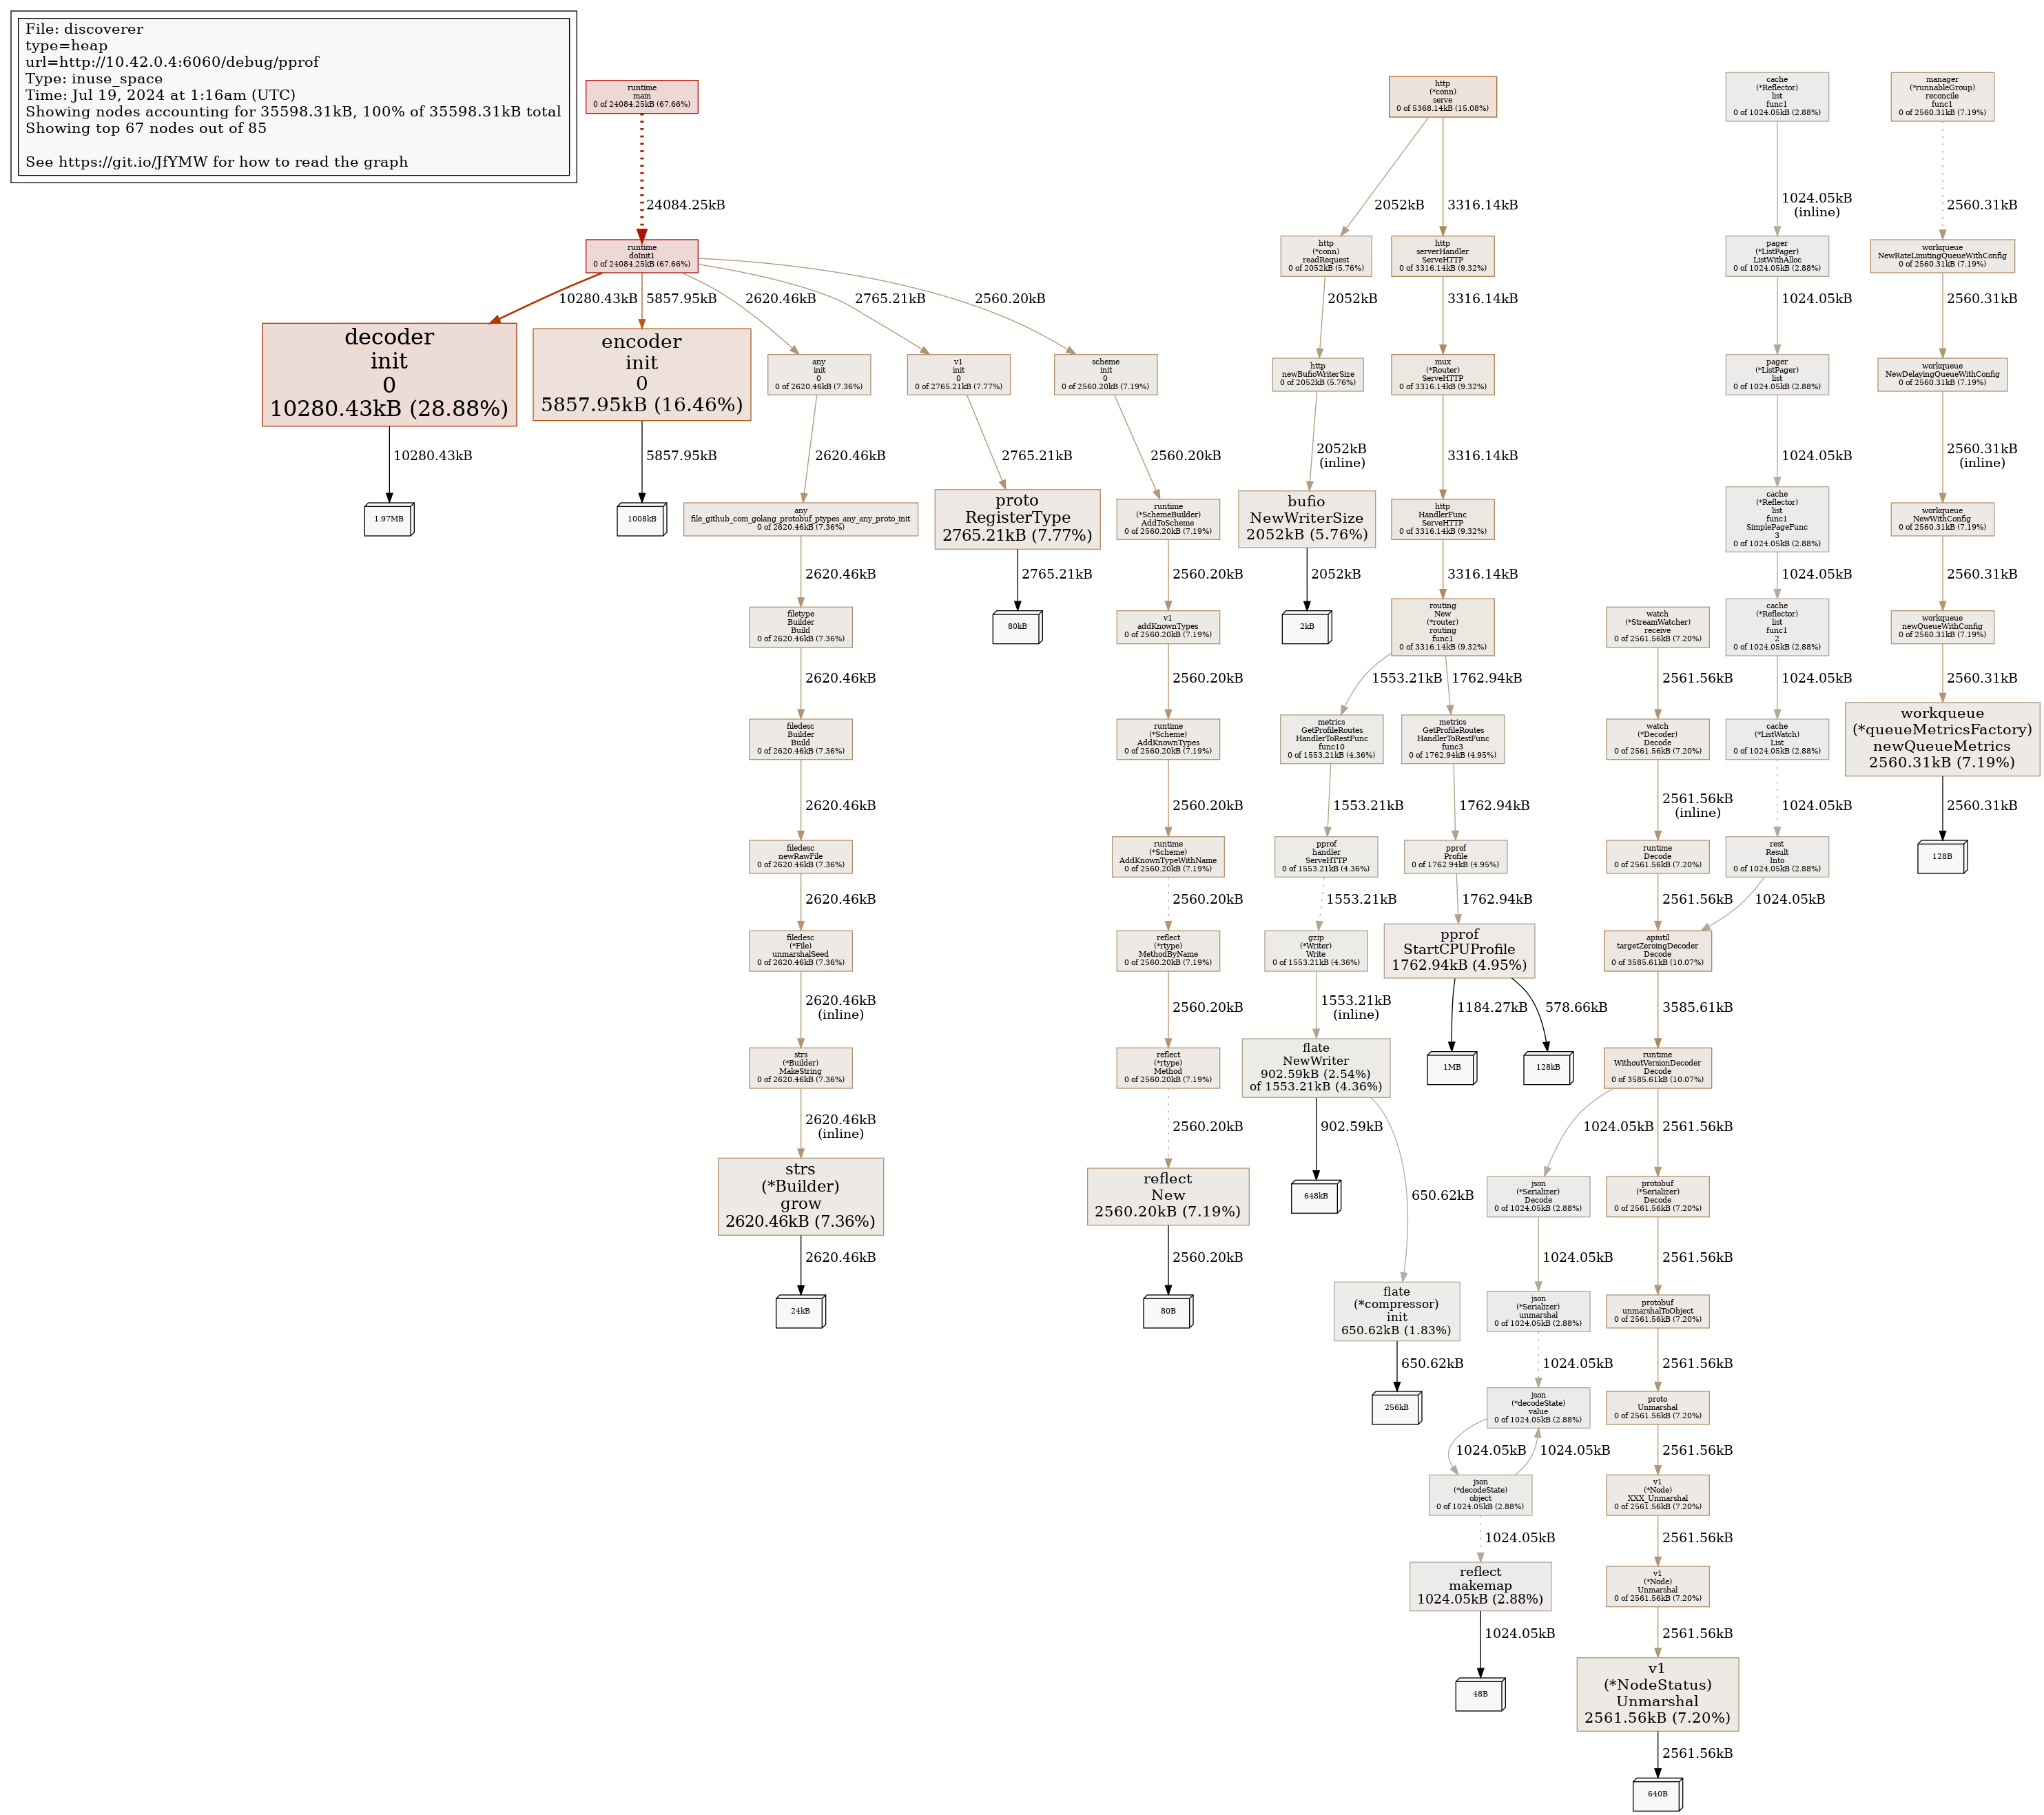 File: discoverer
type=heap
url=http://10.42.0.4:6060/debug/pprof
Type: inuse_space
Time: Jul 19, 2024 at 1:16am (UTC)
Showing nodes accounting for 35598.31kB, 100% of 35598.31kB total
Showing top 67 nodes out of 85
See https://git.io/JfYMW for how to read the graph
runtime
main
0 of 24084.25kB (67.66%)
24084.25kB
runtime
doInit1
0 of 24084.25kB (67.66%)
10280.43kB
5857.95kB
2620.46kB
2765.21kB
2560.20kB
decoder
init
0
10280.43kB (28.88%)
10280.43kB
1.97MB
encoder
init
0
5857.95kB (16.46%)
5857.95kB
1008kB
any
init
0
0 of 2620.46kB (7.36%)
2620.46kB
any
file_github_com_golang_protobuf_ptypes_any_any_proto_init
0 of 2620.46kB (7.36%)
2620.46kB
filetype
Builder
Build
0 of 2620.46kB (7.36%)
2620.46kB
filedesc
Builder
Build
0 of 2620.46kB (7.36%)
2620.46kB
filedesc
newRawFile
0 of 2620.46kB (7.36%)
2620.46kB
filedesc
(*File)
unmarshalSeed
0 of 2620.46kB (7.36%)
2620.46kB
(inline)
strs
(*Builder)
MakeString
0 of 2620.46kB (7.36%)
2620.46kB
(inline)
strs
(*Builder)
grow
2620.46kB (7.36%)
2620.46kB
24kB
v1
init
0
0 of 2765.21kB (7.77%)
2765.21kB
proto
RegisterType
2765.21kB (7.77%)
2765.21kB
80kB
scheme
init
0
0 of 2560.20kB (7.19%)
2560.20kB
runtime
(*SchemeBuilder)
AddToScheme
0 of 2560.20kB (7.19%)
2560.20kB
v1
addKnownTypes
0 of 2560.20kB (7.19%)
2560.20kB
runtime
(*Scheme)
AddKnownTypes
0 of 2560.20kB (7.19%)
2560.20kB
runtime
(*Scheme)
AddKnownTypeWithName
0 of 2560.20kB (7.19%)
2560.20kB
reflect
(*rtype)
MethodByName
0 of 2560.20kB (7.19%)
2560.20kB
reflect
(*rtype)
Method
0 of 2560.20kB (7.19%)
2560.20kB
reflect
New
2560.20kB (7.19%)
2560.20kB
80B
http
(*conn)
serve
0 of 5368.14kB (15.08%)
2052kB
3316.14kB
http
(*conn)
readRequest
0 of 2052kB (5.76%)
2052kB
http
newBufioWriterSize
0 of 2052kB (5.76%)
2052kB
(inline)
bufio
NewWriterSize
2052kB (5.76%)
2052kB
2kB
http
serverHandler
ServeHTTP
0 of 3316.14kB (9.32%)
3316.14kB
mux
(*Router)
ServeHTTP
0 of 3316.14kB (9.32%)
3316.14kB
http
HandlerFunc
ServeHTTP
0 of 3316.14kB (9.32%)
3316.14kB
routing
New
(*router)
routing
func1
0 of 3316.14kB (9.32%)
1553.21kB
1762.94kB
metrics
GetProfileRoutes
HandlerToRestFunc
func10
0 of 1553.21kB (4.36%)
1553.21kB
pprof
handler
ServeHTTP
0 of 1553.21kB (4.36%)
1553.21kB
gzip
(*Writer)
Write
0 of 1553.21kB (4.36%)
1553.21kB
(inline)
flate
NewWriter
902.59kB (2.54%)
of 1553.21kB (4.36%)
902.59kB
648kB
650.62kB
flate
(*compressor)
init
650.62kB (1.83%)
650.62kB
256kB
metrics
GetProfileRoutes
HandlerToRestFunc
func3
0 of 1762.94kB (4.95%)
1762.94kB
pprof
Profile
0 of 1762.94kB (4.95%)
1762.94kB
pprof
StartCPUProfile
1762.94kB (4.95%)
1184.27kB
578.66kB
1MB
128kB
watch
(*StreamWatcher)
receive
0 of 2561.56kB (7.20%)
2561.56kB
watch
(*Decoder)
Decode
0 of 2561.56kB (7.20%)
2561.56kB
(inline)
runtime
Decode
0 of 2561.56kB (7.20%)
2561.56kB
cache
(*Reflector)
list
func1
0 of 1024.05kB (2.88%)
1024.05kB
(inline)
pager
(*ListPager)
ListWithAlloc
0 of 1024.05kB (2.88%)
1024.05kB
pager
(*ListPager)
list
0 of 1024.05kB (2.88%)
1024.05kB
cache
(*Reflector)
list
func1
SimplePageFunc
3
0 of 1024.05kB (2.88%)
1024.05kB
cache
(*Reflector)
list
func1
2
0 of 1024.05kB (2.88%)
1024.05kB
cache
(*ListWatch)
List
0 of 1024.05kB (2.88%)
1024.05kB
rest
Result
Into
0 of 1024.05kB (2.88%)
1024.05kB
apiutil
targetZeroingDecoder
Decode
0 of 3585.61kB (10.07%)
3585.61kB
runtime
WithoutVersionDecoder
Decode
0 of 3585.61kB (10.07%)
1024.05kB
2561.56kB
json
(*Serializer)
Decode
0 of 1024.05kB (2.88%)
1024.05kB
json
(*Serializer)
unmarshal
0 of 1024.05kB (2.88%)
1024.05kB
json
(*decodeState)
value
0 of 1024.05kB (2.88%)
1024.05kB
1024.05kB
json
(*decodeState)
object
0 of 1024.05kB (2.88%)
1024.05kB
reflect
makemap
1024.05kB (2.88%)
1024.05kB
48B
protobuf
(*Serializer)
Decode
0 of 2561.56kB (7.20%)
2561.56kB
protobuf
unmarshalToObject
0 of 2561.56kB (7.20%)
2561.56kB
proto
Unmarshal
0 of 2561.56kB (7.20%)
2561.56kB
v1
(*Node)
XXX_Unmarshal
0 of 2561.56kB (7.20%)
2561.56kB
v1
(*Node)
Unmarshal
0 of 2561.56kB (7.20%)
2561.56kB
v1
(*NodeStatus)
Unmarshal
2561.56kB (7.20%)
2561.56kB
640B
manager
(*runnableGroup)
reconcile
func1
0 of 2560.31kB (7.19%)
2560.31kB
workqueue
NewRateLimitingQueueWithConfig
0 of 2560.31kB (7.19%)
2560.31kB
workqueue
NewDelayingQueueWithConfig
0 of 2560.31kB (7.19%)
2560.31kB
(inline)
workqueue
NewWithConfig
0 of 2560.31kB (7.19%)
2560.31kB
workqueue
newQueueWithConfig
0 of 2560.31kB (7.19%)
2560.31kB
workqueue
(*queueMetricsFactory)
newQueueMetrics
2560.31kB (7.19%)
2560.31kB
128B